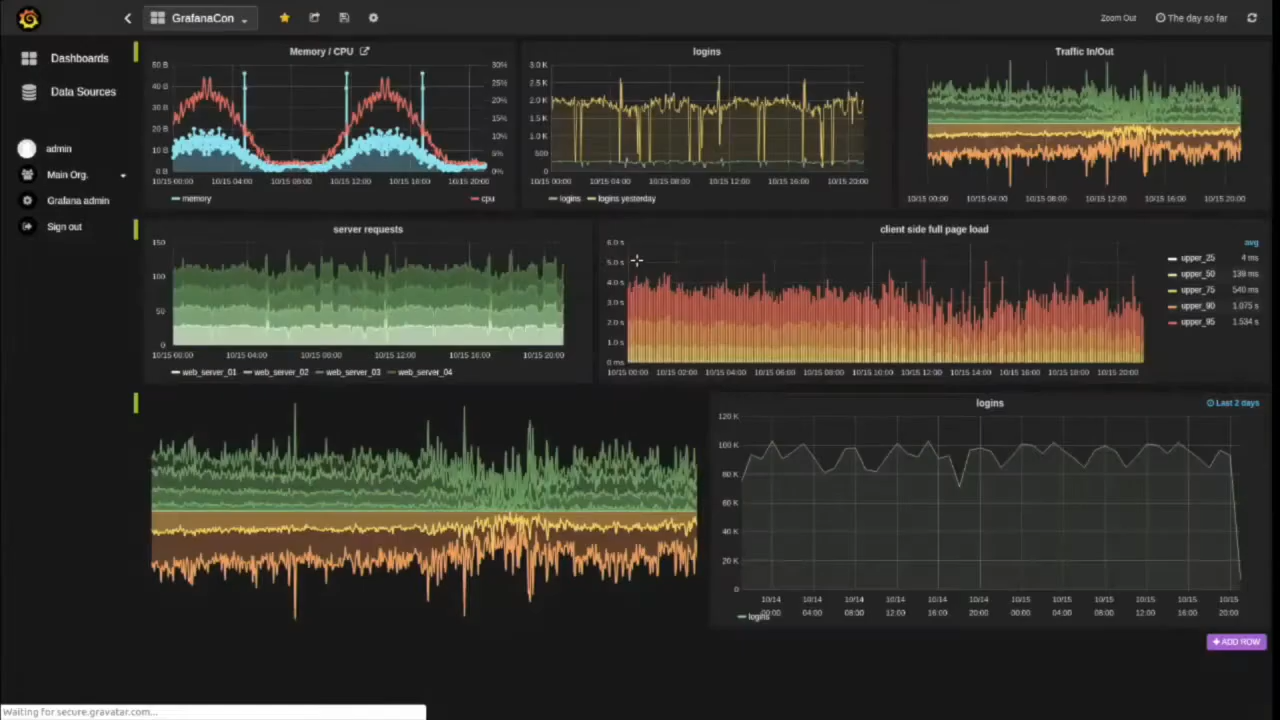 GrafanaCon
Zoom Out
The day so far
Dashboards
Data Sources
admin
Main Org.
Grafana admin
Sign out
Memory / CPU
50 B
40 B
30 B
20 B
10 B
0 B
30%
25%
20%
15%
10%
5%
0%
10/15 00:00 10/15 04:00 10/15 08:00 10/15 12:00 10/15 16:00 10/15 20:00
memory
cpu
logins
3.0 K
2.5 K
2.0 K
1.5 K
1.0 K
500
0
10/15 00:00 10/15 04:00 10/15 08:00 10/15 12:00 10/15 16:00 10/15 20:00
logins logins yesterday
Traffic In/Out
10/15 00:00 10/15 04:00 10/15 08:00 10/15 12:00 10/15 16:00 10/15 20:00
server requests
150
100
50
0
10/15 00:00 10/15 04:00 10/15 08:00 10/15 12:00 10/15 16:00 10/15 20:00
web_server_01 web_server_02 web_server_03 web_server_04
client side full page load
6.0 s
5.0 s
4.0 s
3.0 s
2.0 s
1.0 s
0 ms
10/15 00:00 10/15 02:00 10/15 04:00 10/15 06:00 10/15 08:00 10/15 10:00 10/15 12:00 10/15 14:00 10/15 16:00 10/15 18:00 10/15 20:00
avg
upper_25 4 ms
upper_50 139 ms
upper_75 540 ms
upper_90 1.075 s
upper_95 1.534 s
logins
Last 2 days
120 K
100 K
80 K
60 K
40 K
20 K
0
10/14 10/14 10/14 10/14 10/14 10/14 10/15 10/15 10/15 10/15 10/15 10/15
00:00 04:00 08:00 12:00 16:00 20:00 00:00 04:00 08:00 12:00 16:00 20:00
logins
ADD ROW
Waiting for secure.gravatar.com...